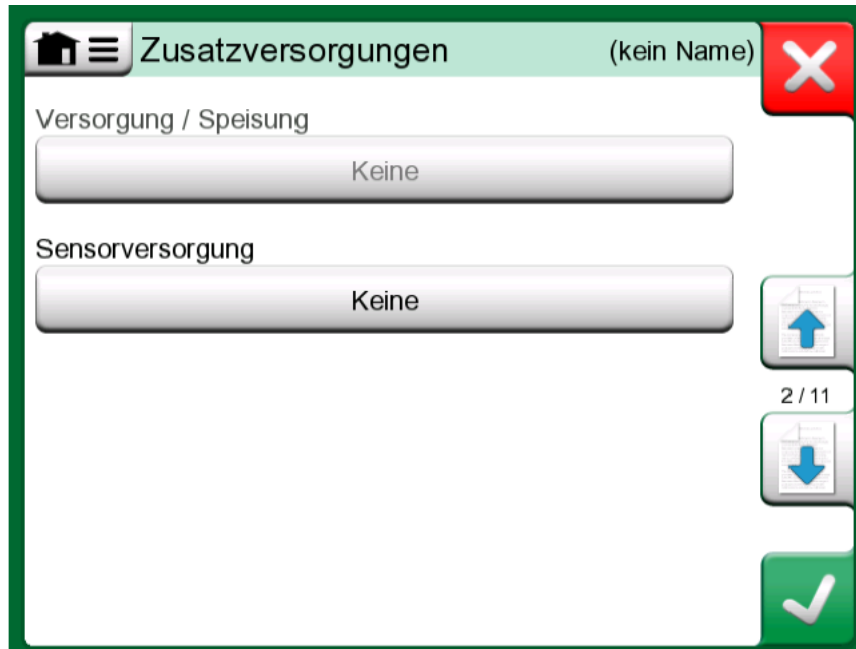 Zusatzversorgungen (kein Name)
Versorgung / Speisung
Keine
Sensorversorgung
Keine
2 / 11